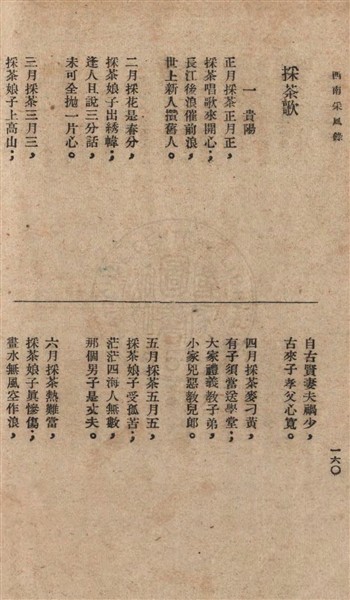 西南采風錄
採茶歌
一 貴陽
正月採茶正月正，
採茶唱歌來開心；
長江後浪催前浪，
世上新人攢舊人。
二月採花是春分，
採茶娘子出綉幃；
逢人且說三分話，
未可全拋一片心。
三月採茶三月三，
採茶娘子上高山；
自古賢妻夫禍少，
古來子孝父心寬。
四月採茶麥刁黃，
有子須當送學堂；
大家禮義教子弟，
小家兇惡教兒郎。
五月採茶五月五，
採茶娘子受孤苦；
茫茫四海人無數，
那個男子是丈夫。
六月採茶熱難當，
採茶娘子眞慘傷；
晝水無風空作浪，
一六〇